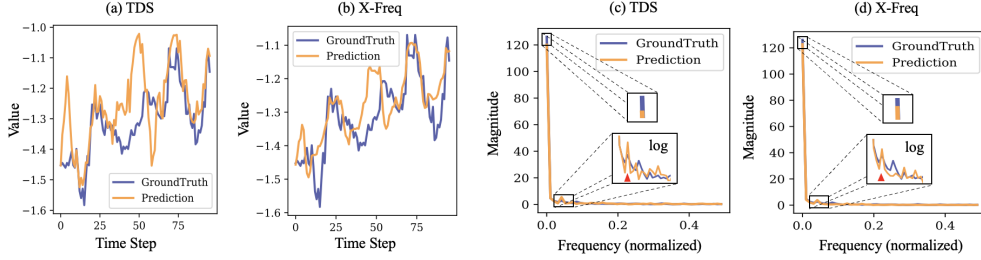 (a) TDS
Value
−1.0
−1.1
−1.2
−1.3
−1.4
−1.5
−1.6
GroundTruth
Prediction
0
25
50
75
Time Step
(b) X-Freq
Value
−1.1
−1.2
−1.3
−1.4
−1.5
−1.6
GroundTruth
Prediction
0
25
50
75
Time Step
(c) TDS
Magnitude
120
100
80
60
40
20
0
GroundTruth
Prediction
log
0.0
0.2
0.4
Frequency (normalized)
(d) X-Freq
Magnitude
120
100
80
60
40
20
0
GroundTruth
Prediction
log
0.0
0.2
0.4
Frequency (normalized)